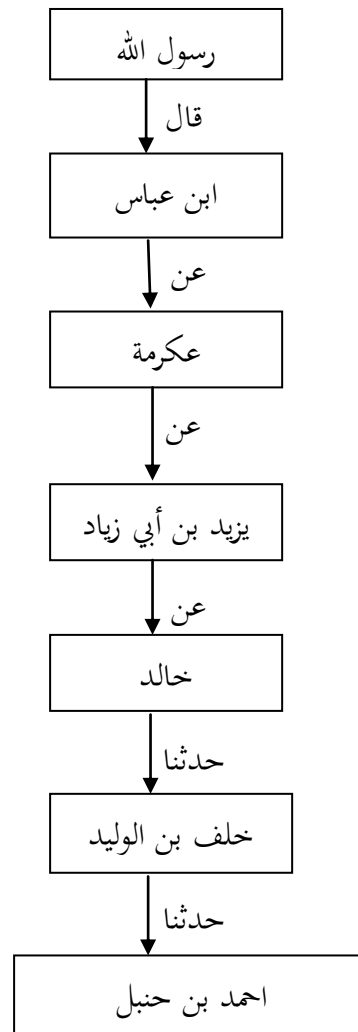 رسول الله
قال
ابن عباس
عن
عكرمة
عن
يزيد بن أبي زياد
عن
خالد
حدثنا
خلف بن الوليد
حدثنا
احمد بن حنبل